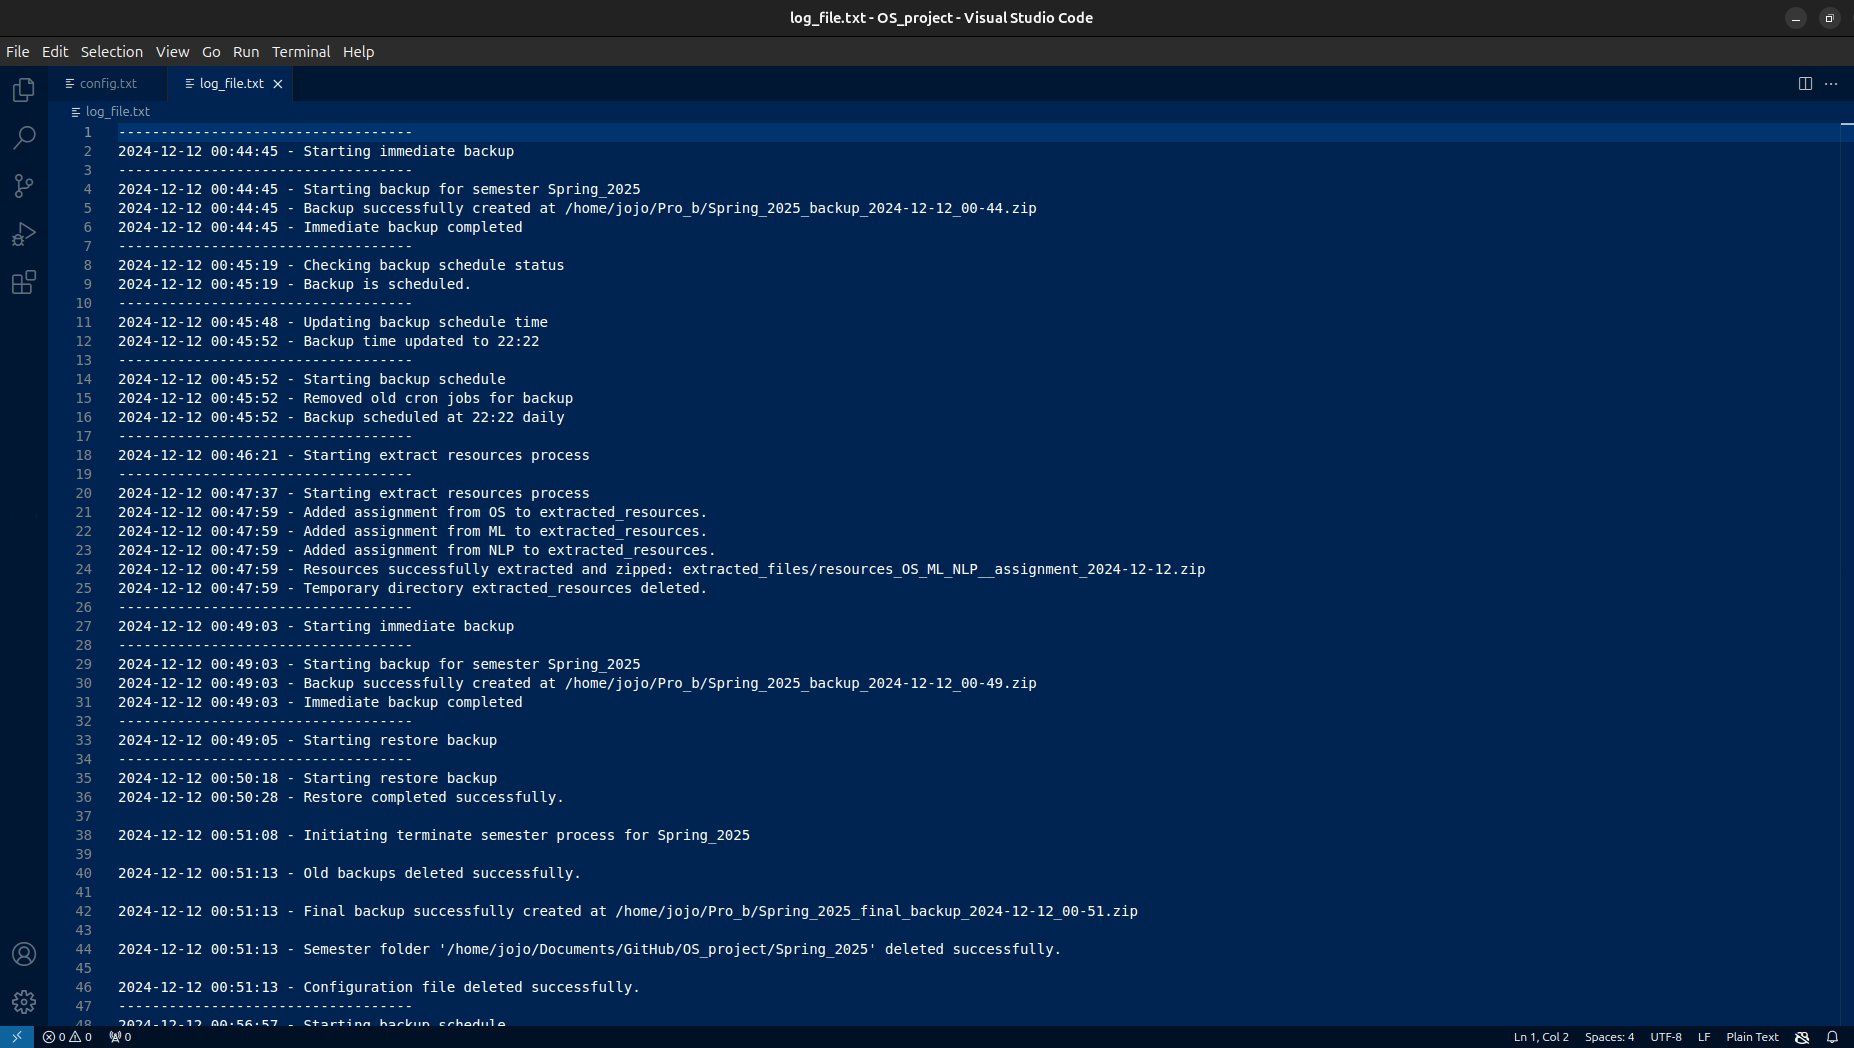 log_file.txt - OS_project - Visual Studio Code
File Edit Selection View Go Run Terminal Help
config.txt log_file.txt
log_file.txt
1 -----------------------------------
2 2024-12-12 00:44:45 - Starting immediate backup
3 -----------------------------------
4 2024-12-12 00:44:45 - Starting backup for semester Spring_2025
5 2024-12-12 00:44:45 - Backup successfully created at /home/jojo/Pro_b/Spring_2025_backup_2024-12-12_00-44.zip
6 2024-12-12 00:44:45 - Immediate backup completed
7 -----------------------------------
8 2024-12-12 00:45:19 - Checking backup schedule status
9 2024-12-12 00:45:19 - Backup is scheduled.
10 -----------------------------------
11 2024-12-12 00:45:48 - Updating backup schedule time
12 2024-12-12 00:45:52 - Backup time updated to 22:22
13 -----------------------------------
14 2024-12-12 00:45:52 - Starting backup schedule
15 2024-12-12 00:45:52 - Removed old cron jobs for backup
16 2024-12-12 00:45:52 - Backup scheduled at 22:22 daily
17 -----------------------------------
18 2024-12-12 00:46:21 - Starting extract resources process
19 -----------------------------------
20 2024-12-12 00:47:37 - Starting extract resources process
21 2024-12-12 00:47:59 - Added assignment from OS to extracted_resources.
22 2024-12-12 00:47:59 - Added assignment from ML to extracted_resources.
23 2024-12-12 00:47:59 - Added assignment from NLP to extracted_resources.
24 2024-12-12 00:47:59 - Resources successfully extracted and zipped: extracted_files/resources_OS_ML_NLP__assignment_2024-12-12.zip
25 2024-12-12 00:47:59 - Temporary directory extracted_resources deleted.
26 -----------------------------------
27 2024-12-12 00:49:03 - Starting immediate backup
28 -----------------------------------
29 2024-12-12 00:49:03 - Starting backup for semester Spring_2025
30 2024-12-12 00:49:03 - Backup successfully created at /home/jojo/Pro_b/Spring_2025_backup_2024-12-12_00-49.zip
31 2024-12-12 00:49:03 - Immediate backup completed
32 -----------------------------------
33 2024-12-12 00:49:05 - Starting restore backup
34 -----------------------------------
35 2024-12-12 00:50:18 - Starting restore backup
36 2024-12-12 00:50:28 - Restore completed successfully.
37
38 2024-12-12 00:51:08 - Initiating terminate semester process for Spring_2025
39
40 2024-12-12 00:51:13 - Old backups deleted successfully.
41
42 2024-12-12 00:51:13 - Final backup successfully created at /home/jojo/Pro_b/Spring_2025_final_backup_2024-12-12_00-51.zip
43
44 2024-12-12 00:51:13 - Semester folder '/home/jojo/Documents/GitHub/OS_project/Spring_2025' deleted successfully.
45
46 2024-12-12 00:51:13 - Configuration file deleted successfully.
47 -----------------------------------
48 2024-12-12 00:56:57 - Starting backup schedule
0 0 0 Ln 1, Col 2 Spaces: 4 UTF-8 LF Plain Text